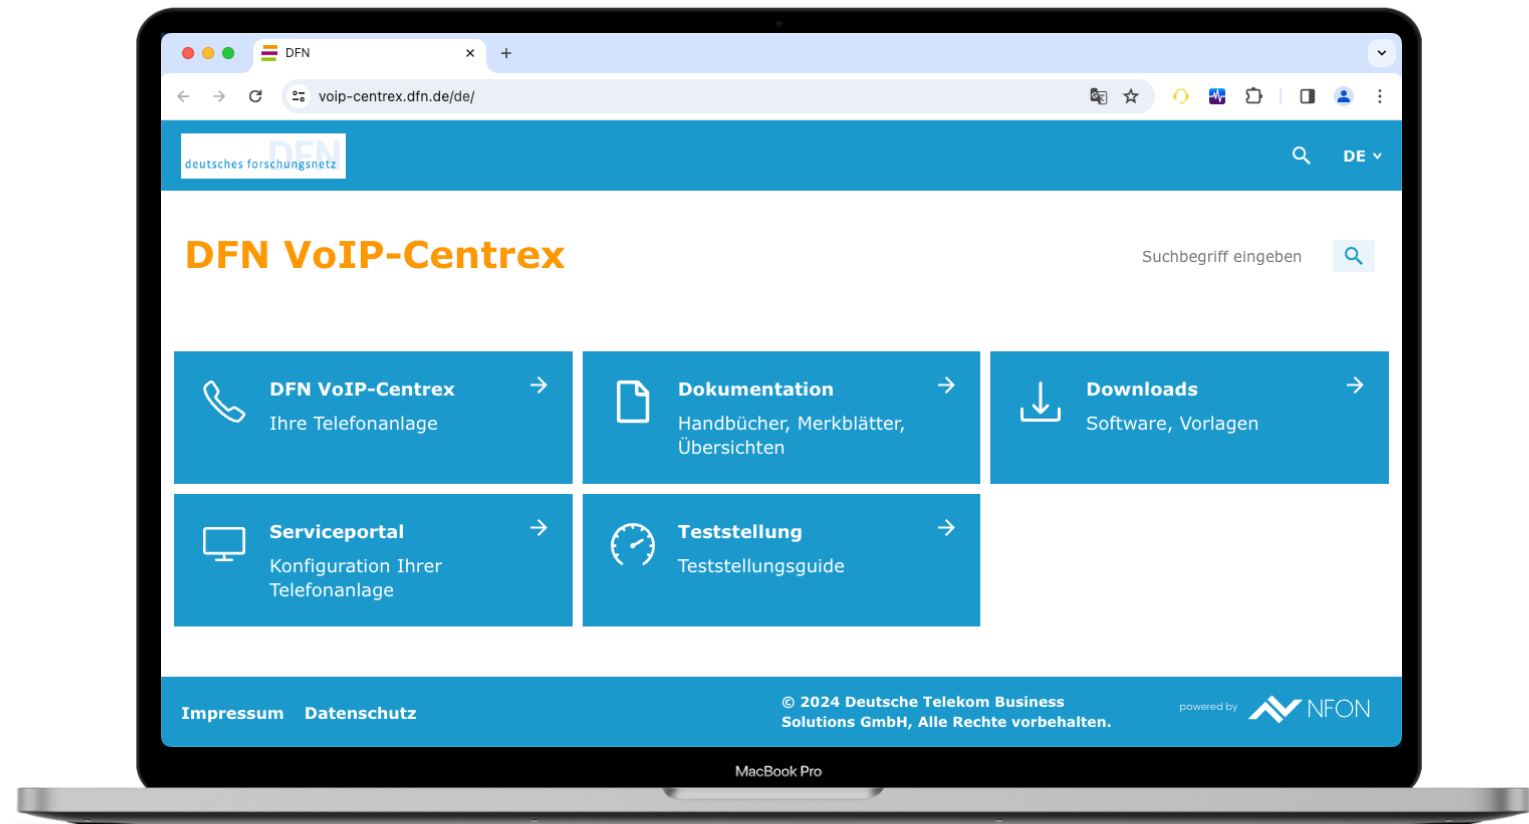 DFN
voip-centrex.dfn.de/de/
DFN
deutsches forschungsnetz
DE
DFN VoIP-Centrex
Suchbegriff eingeben
DFN VoIP-Centrex
Ihre Telefonanlage
Dokumentation
Handbücher, Merkblätter,
Übersichten
Downloads
Software, Vorlagen
Serviceportal
Konfiguration Ihrer
Telefonanlage
Teststellung
Teststellungsguide
Impressum Datenschutz
© 2024 Deutsche Telekom Business
Solutions GmbH, Alle Rechte vorbehalten.
powered by NFON
MacBook Pro